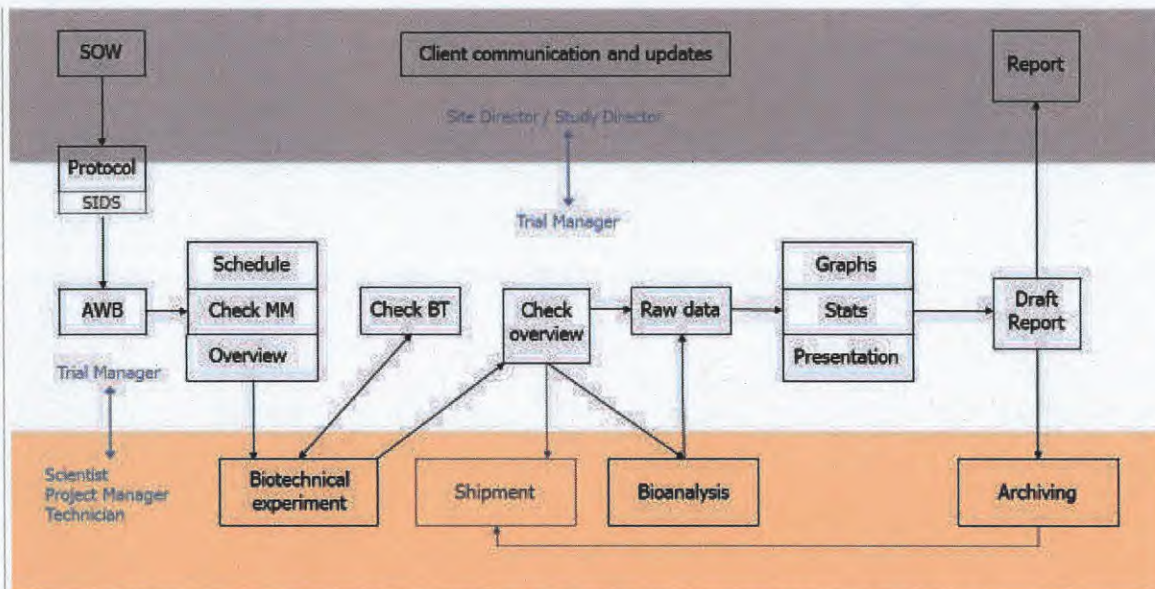 SOW
Client communication and updates
Report
Site Director / Study Director
Protocol
SIDS
Trial Manager
Schedule
Graphs
AWB
Check MM
Check BT
Check
overview
Raw data
Stats
Draft
Report
Overview
Presentation
Trial Manager
Scientist
Project Manager
Technician
Biotechnical
experiment
Shipment
Bioanalysis
Archiving